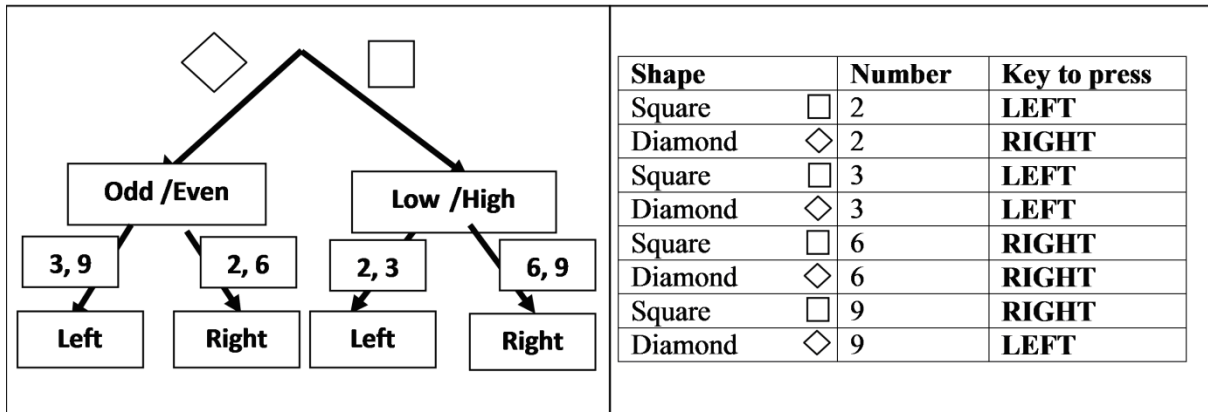 Odd /Even
Low /High
3, 9
2, 6
2, 3
6, 9
Left
Right
Left
Right
Shape Number Key to press
Square 2 LEFT
Diamond 2 RIGHT
Square 3 LEFT
Diamond 3 LEFT
Square 6 RIGHT
Diamond 6 RIGHT
Square 9 RIGHT
Diamond 9 LEFT